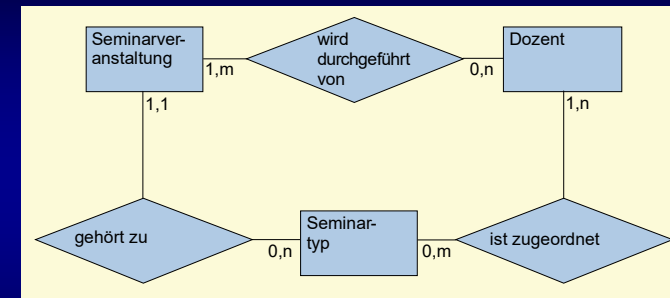 Seminarver-
anstaltung
1,m
wird
durchgeführt
von
0,n
Dozent
1,1
1,n
gehört zu
0,n
Seminar-
typ
0,m
ist zugeordnet